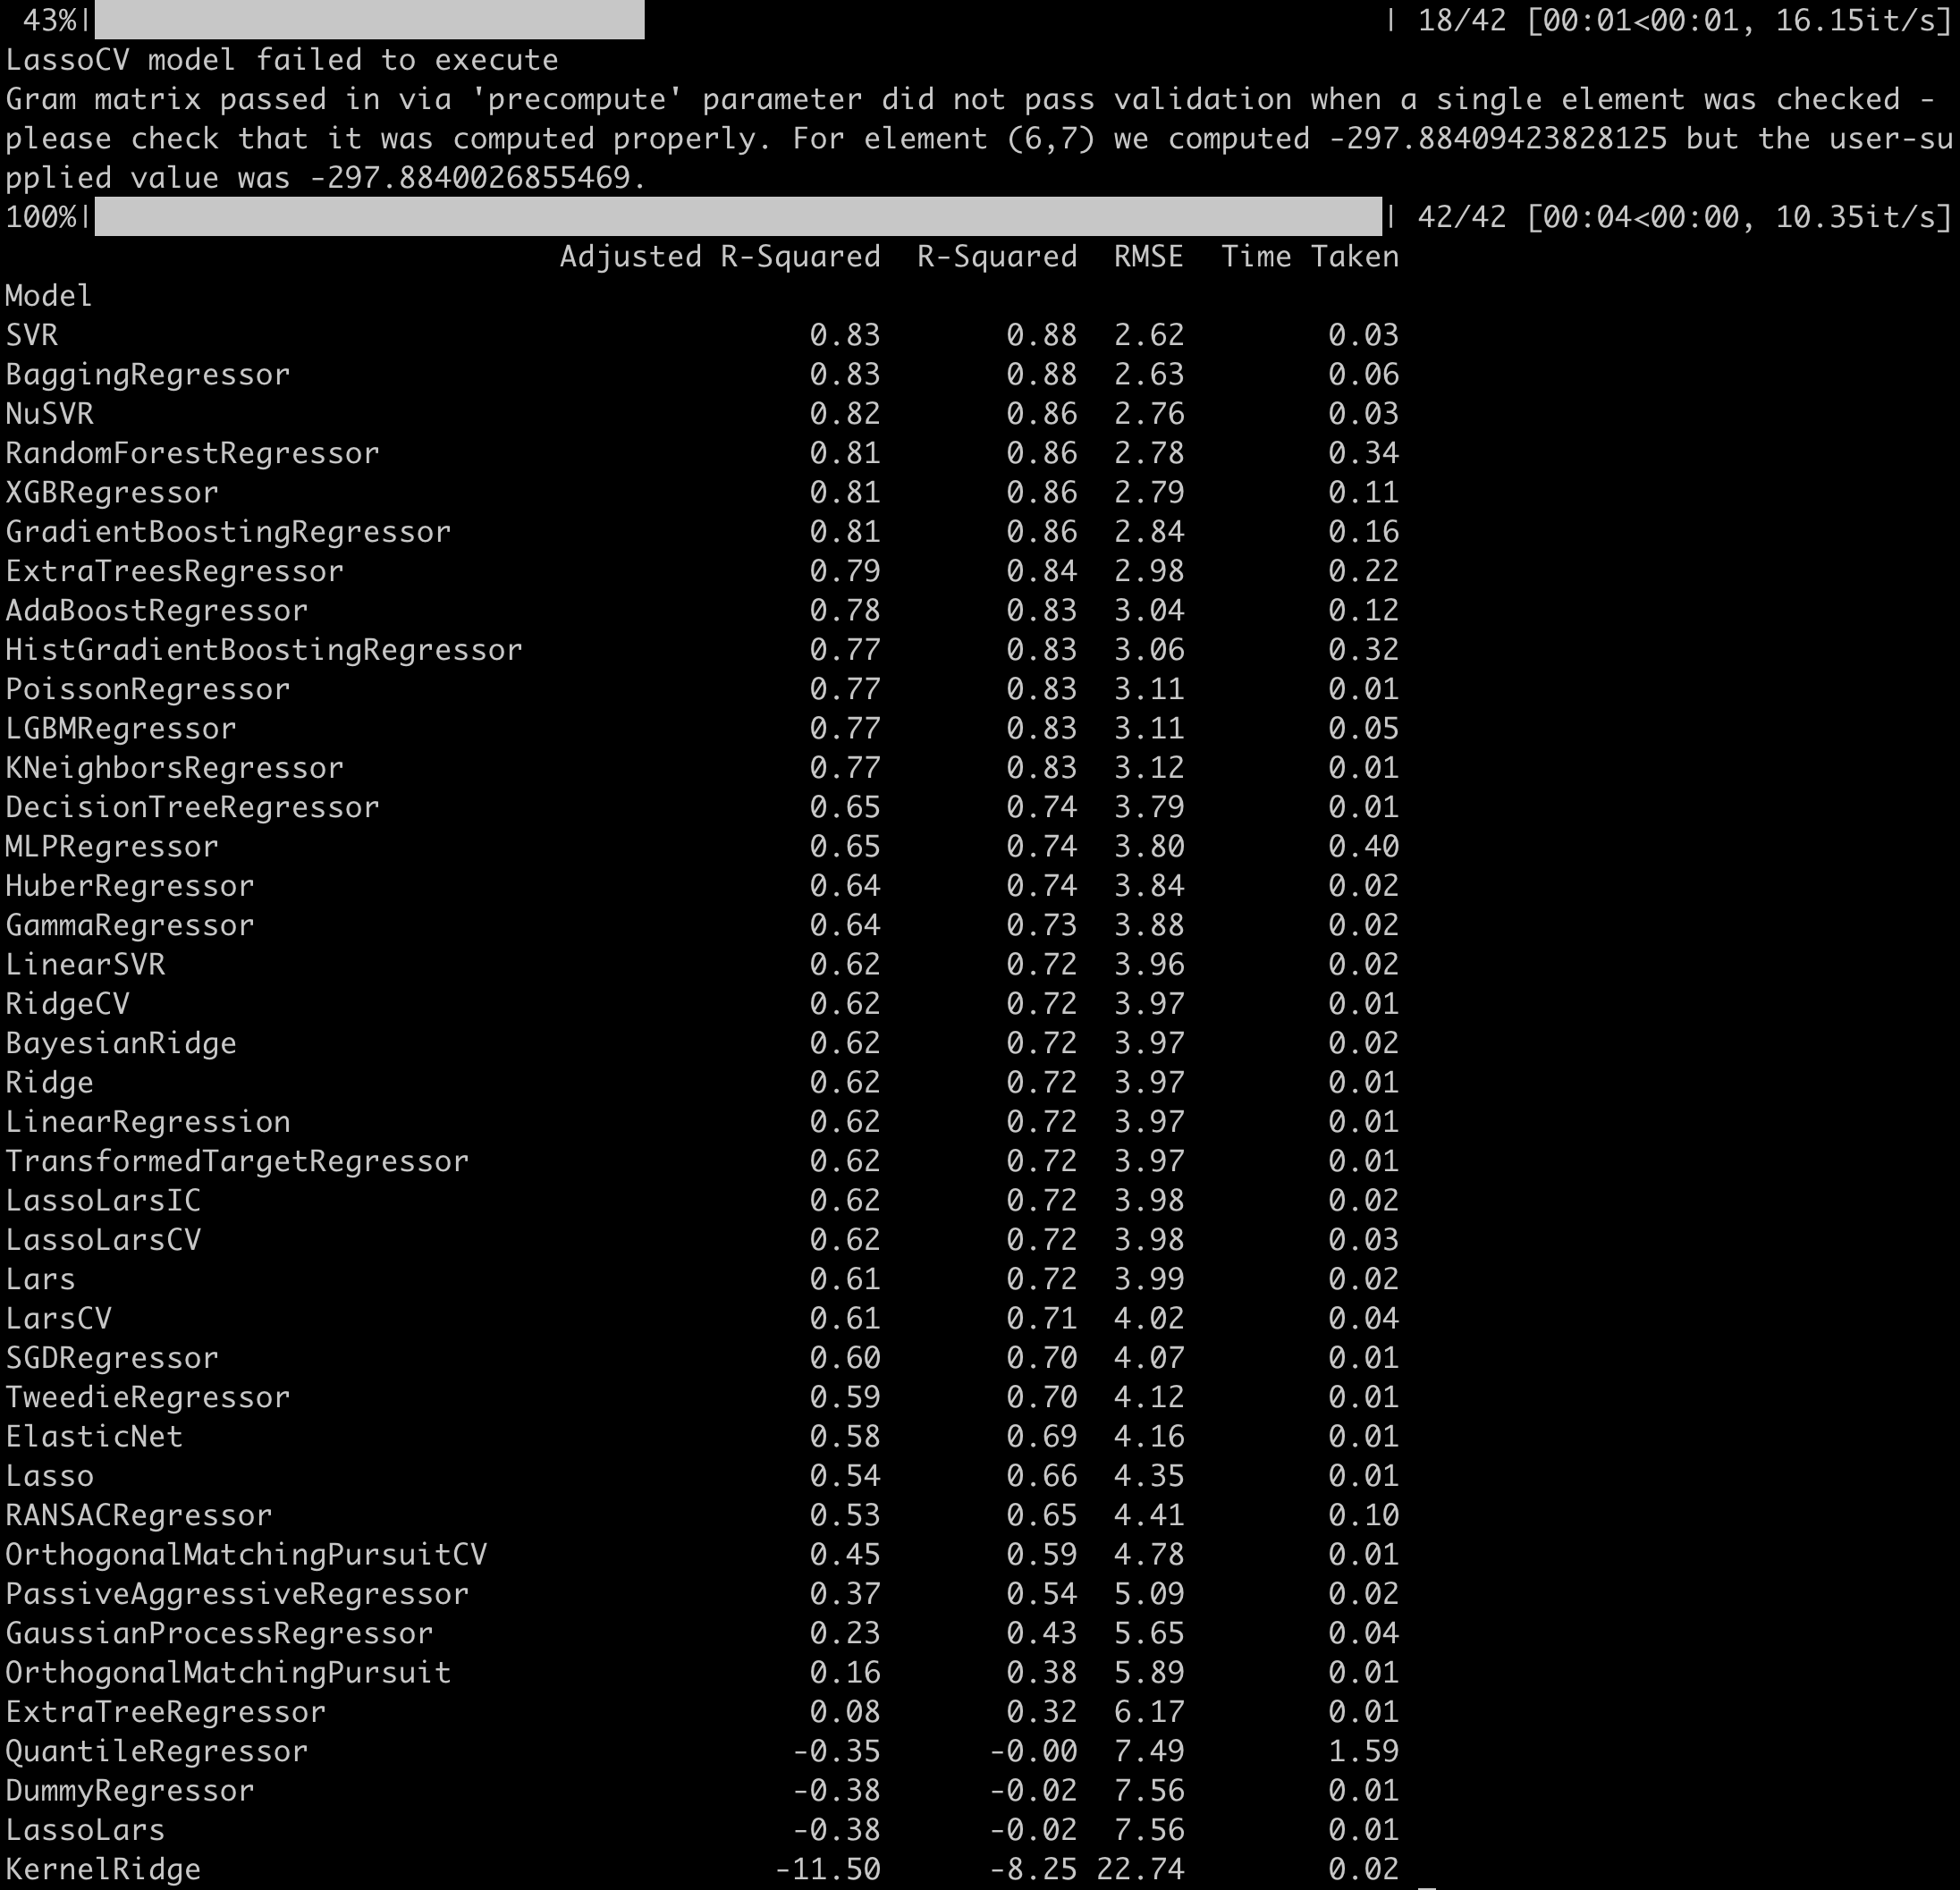 43%| | 18/42 [00:01<00:01, 16.15it/s]
LassoCV model failed to execute
Gram matrix passed in via 'precompute' parameter did not pass validation when a single element was checked -
please check that it was computed properly. For element (6,7) we computed -297.88409423828125 but the user-su
pplied value was -297.8840026855469.
100%| | 42/42 [00:04<00:00, 10.35it/s]
Adjusted R-Squared R-Squared RMSE Time Taken
Model
SVR 0.83 0.88 2.62 0.03
BaggingRegressor 0.83 0.88 2.63 0.06
NuSVR 0.82 0.86 2.76 0.03
RandomForestRegressor 0.81 0.86 2.78 0.34
XGBRegressor 0.81 0.86 2.79 0.11
GradientBoostingRegressor 0.81 0.86 2.84 0.16
ExtraTreesRegressor 0.79 0.84 2.98 0.22
AdaBoostRegressor 0.78 0.83 3.04 0.12
HistGradientBoostingRegressor 0.77 0.83 3.06 0.32
PoissonRegressor 0.77 0.83 3.11 0.01
LGBMRegressor 0.77 0.83 3.11 0.05
KNeighborsRegressor 0.77 0.83 3.12 0.01
DecisionTreeRegressor 0.65 0.74 3.79 0.01
MLPRegressor 0.65 0.74 3.80 0.40
HuberRegressor 0.64 0.74 3.84 0.02
GammaRegressor 0.64 0.73 3.88 0.02
LinearSVR 0.62 0.72 3.96 0.02
RidgeCV 0.62 0.72 3.97 0.01
BayesianRidge 0.62 0.72 3.97 0.02
Ridge 0.62 0.72 3.97 0.01
LinearRegression 0.62 0.72 3.97 0.01
TransformedTargetRegressor 0.62 0.72 3.97 0.01
LassoLarsIC 0.62 0.72 3.98 0.02
LassoLarsCV 0.62 0.72 3.98 0.03
Lars 0.61 0.72 3.99 0.02
LarsCV 0.61 0.71 4.02 0.04
SGDRegressor 0.60 0.70 4.07 0.01
TweedieRegressor 0.59 0.70 4.12 0.01
ElasticNet 0.58 0.69 4.16 0.01
Lasso 0.54 0.66 4.35 0.01
RANSACRegressor 0.53 0.65 4.41 0.10
OrthogonalMatchingPursuitCV 0.45 0.59 4.78 0.01
PassiveAggressiveRegressor 0.37 0.54 5.09 0.02
GaussianProcessRegressor 0.23 0.43 5.65 0.04
OrthogonalMatchingPursuit 0.16 0.38 5.89 0.01
ExtraTreeRegressor 0.08 0.32 6.17 0.01
QuantileRegressor -0.35 -0.00 7.49 1.59
DummyRegressor -0.38 -0.02 7.56 0.01
LassoLars -0.38 -0.02 7.56 0.01
KernelRidge -11.50 -8.25 22.74 0.02